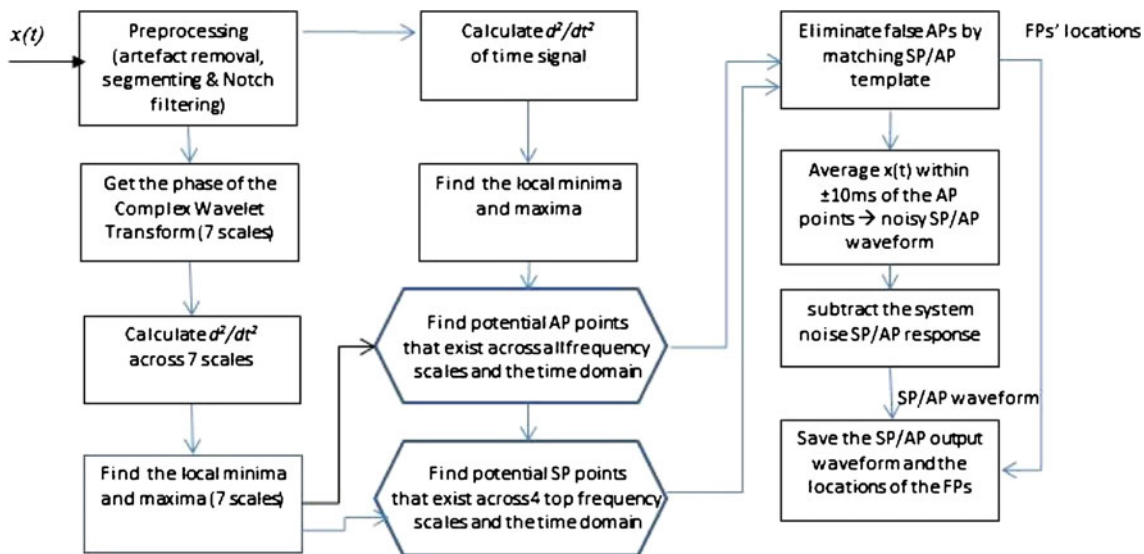 x(t)
Preprocessing
(artefact removal,
segmenting & Notch
filtering)
Get the phase of the
Complex Wavelet
Transform (7 scales)
Calculate d²/dt²
across 7 scales
Find the local minima
and maxima (7 scales)
Calculate d²/dt²
of time signal
Find the local minima
and maxima
Find potential AP points
that exist across all frequency
scales and the time domain
Find potential SP points
that exist across 4 top frequency
scales and the time domain
Eliminate false APs by
matching SP/AP
template
FPs' locations
Average x(t) within
±10ms of the AP
points → noisy SP/AP
waveform
subtract the system
noise SP/AP response
SP/AP waveform
Save the SP/AP output
waveform and the
locations of the FPs